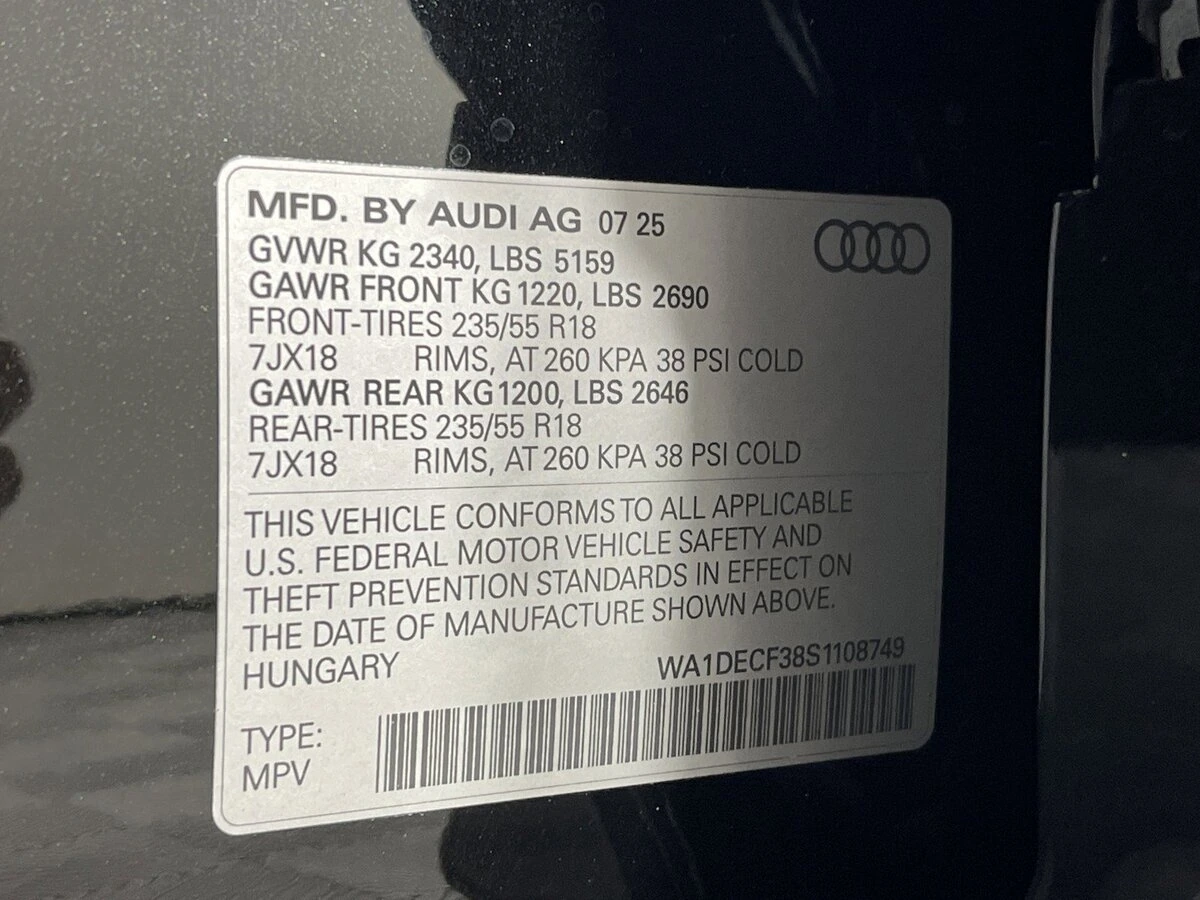 MFD. BY AUDI AG 07 25
GVWR KG 2340, LBS 5159
GAWR FRONT KG 1220, LBS 2690
FRONT-TIRES 235/55 R18
7JX18 RIMS, AT 260 KPA 38 PSI COLD
GAWR REAR KG 1200, LBS 2646
REAR-TIRES 235/55 R18
7JX18 RIMS, AT 260 KPA 38 PSI COLD
THIS VEHICLE CONFORMS TO ALL APPLICABLE
U.S. FEDERAL MOTOR VEHICLE SAFETY AND
THEFT PREVENTION STANDARDS IN EFFECT ON
THE DATE OF MANUFACTURE SHOWN ABOVE.
HUNGARY WA1DECF38S1108749
TYPE:
MPV